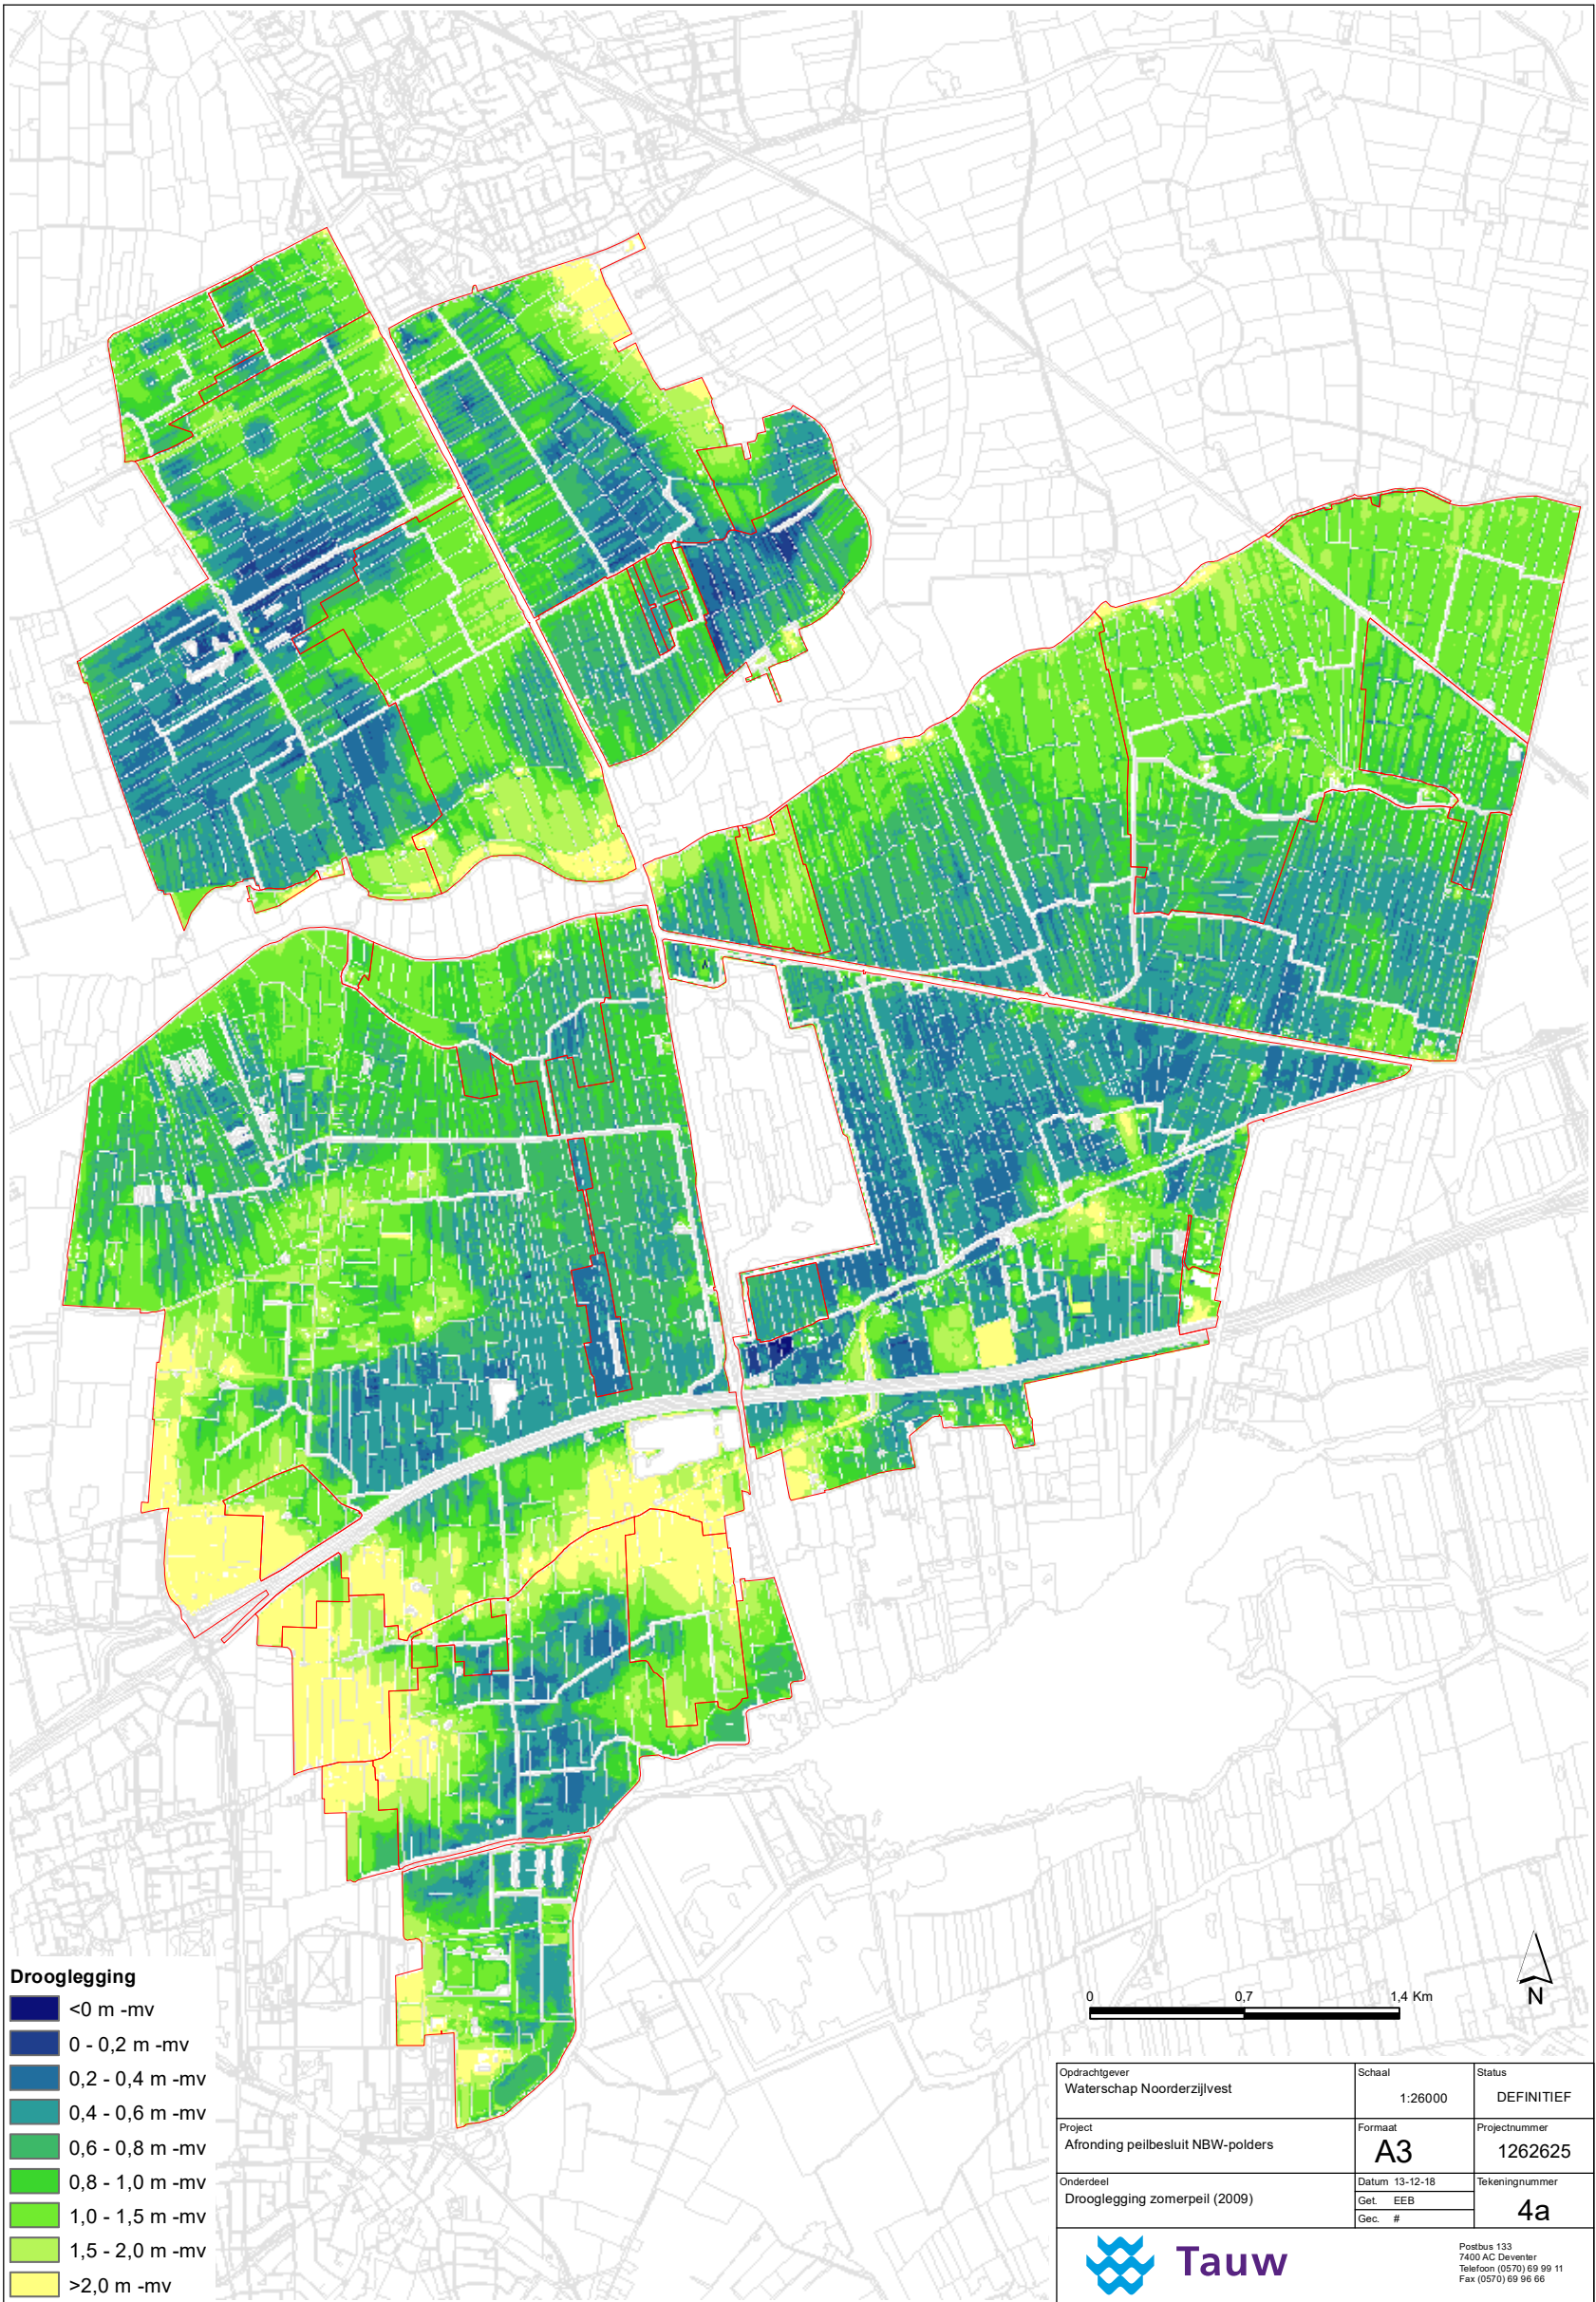 Drooglegging
<0 m -mv
0 - 0,2 m -mv
0,2 - 0,4 m -mv
0,4 - 0,6 m -mv
0,6 - 0,8 m -mv
0,8 - 1,0 m -mv
1,0 - 1,5 m -mv
1,5 - 2,0 m -mv
>2,0 m -mv
0 0,7 1,4 Km
N
Opdrachtgever
Waterschap Noorderzijlvest
Schaal
1:26000
Status
DEFINITIEF
Project
Afronding peilbesluit NBW-polders
Formaat
A3
Projectnummer
1262625
Onderdeel
Drooglegging zomerpeil (2009)
Datum 13-12-18
Get. EEB
Gec. #
Tekeningnummer
4a
Tauw
Postbus 133
7400 AC Deventer
Telefoon (0570) 69 99 11
Fax (0570) 69 96 66